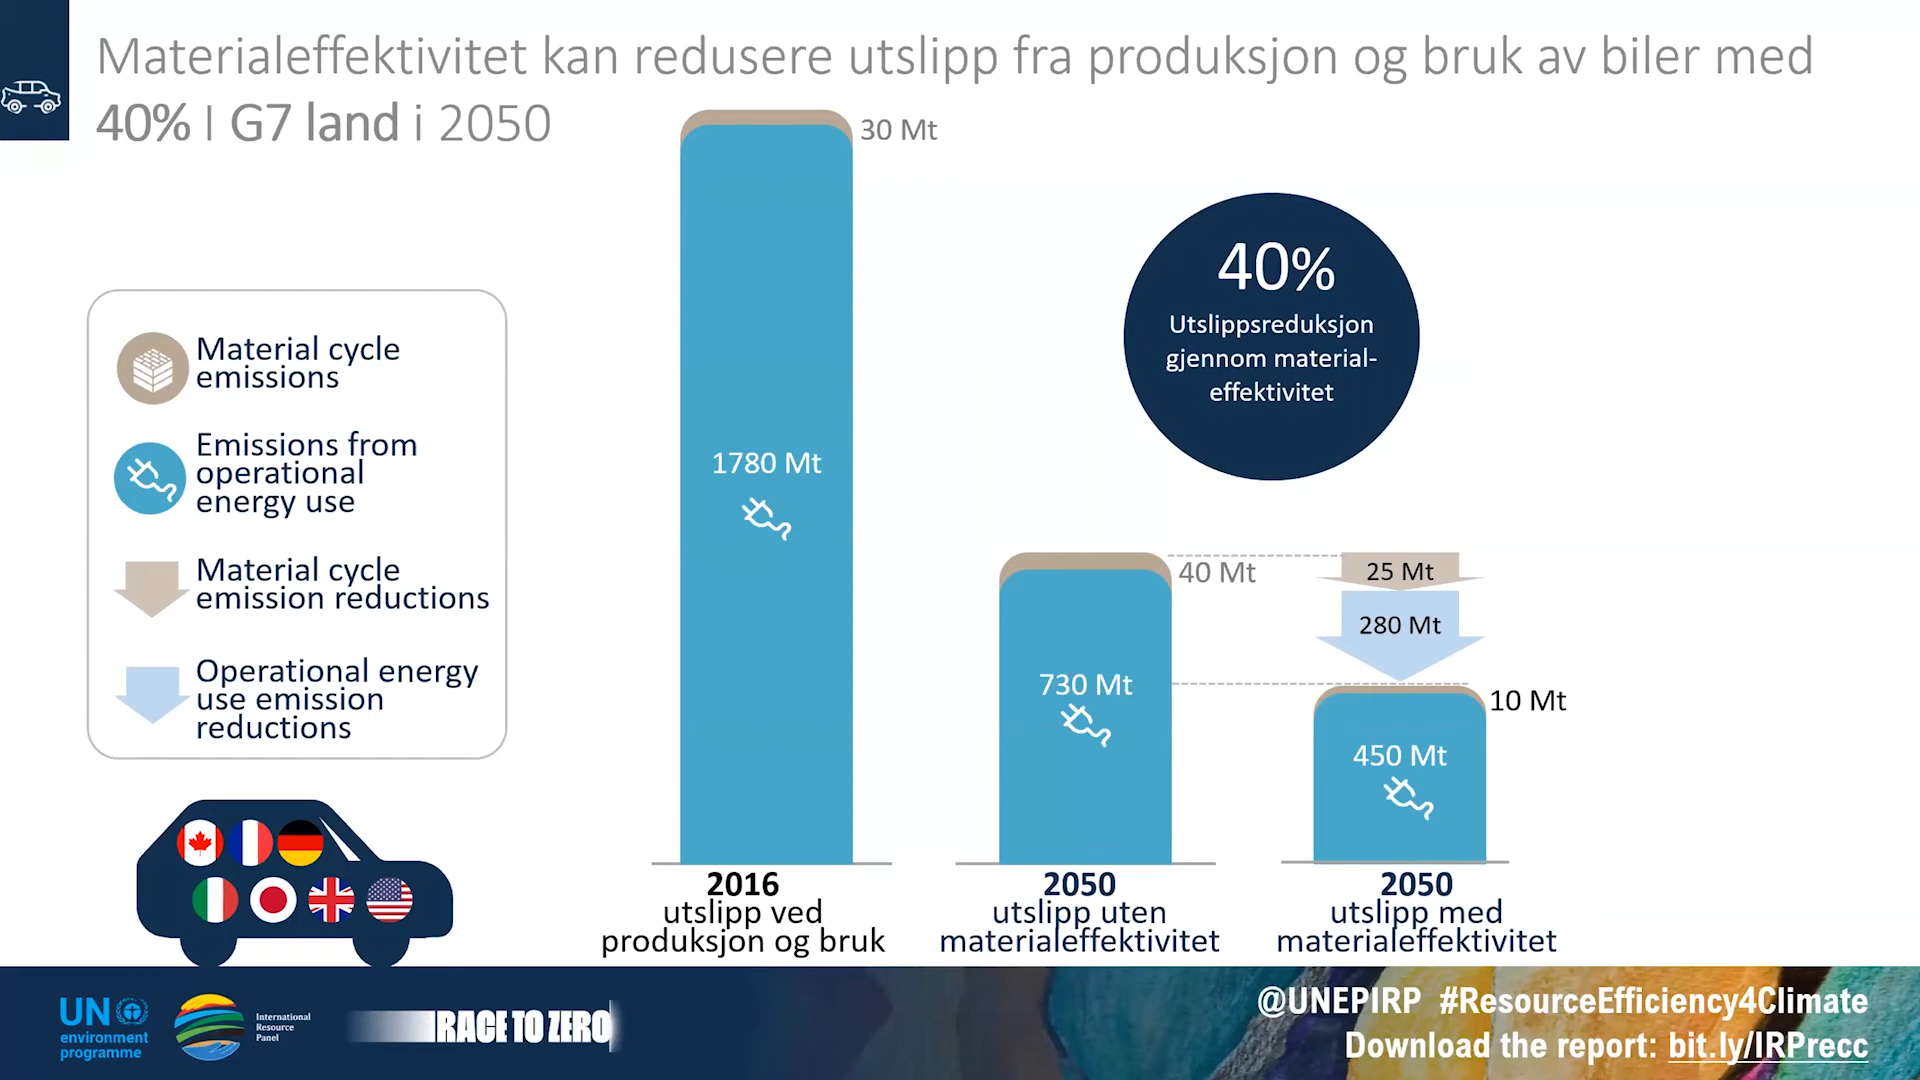 Materialeffektivitet kan redusere utslipp fra produksjon og bruk av biler med
40% I G7 land i 2050
30 Mt
40%
Utslippsreduksjon
gjennom material-
effektivitet
Material cycle
emissions
Emissions from
operational
energy use
Material cycle
emission reductions
Operational energy
use emission
reductions
1780 Mt
40 Mt
730 Mt
25 Mt
280 Mt
10 Mt
450 Mt
2016
utslipp ved
produksjon og bruk
2050
utslipp uten
materialeffektivitet
2050
utslipp med
materialeffektivitet
UN
environment
programme
International
Resource
Panel
RACE TO ZERO
@UNEPIRP #ResourceEfficiency4Climate
Download the report: bit.ly/IRPrecc